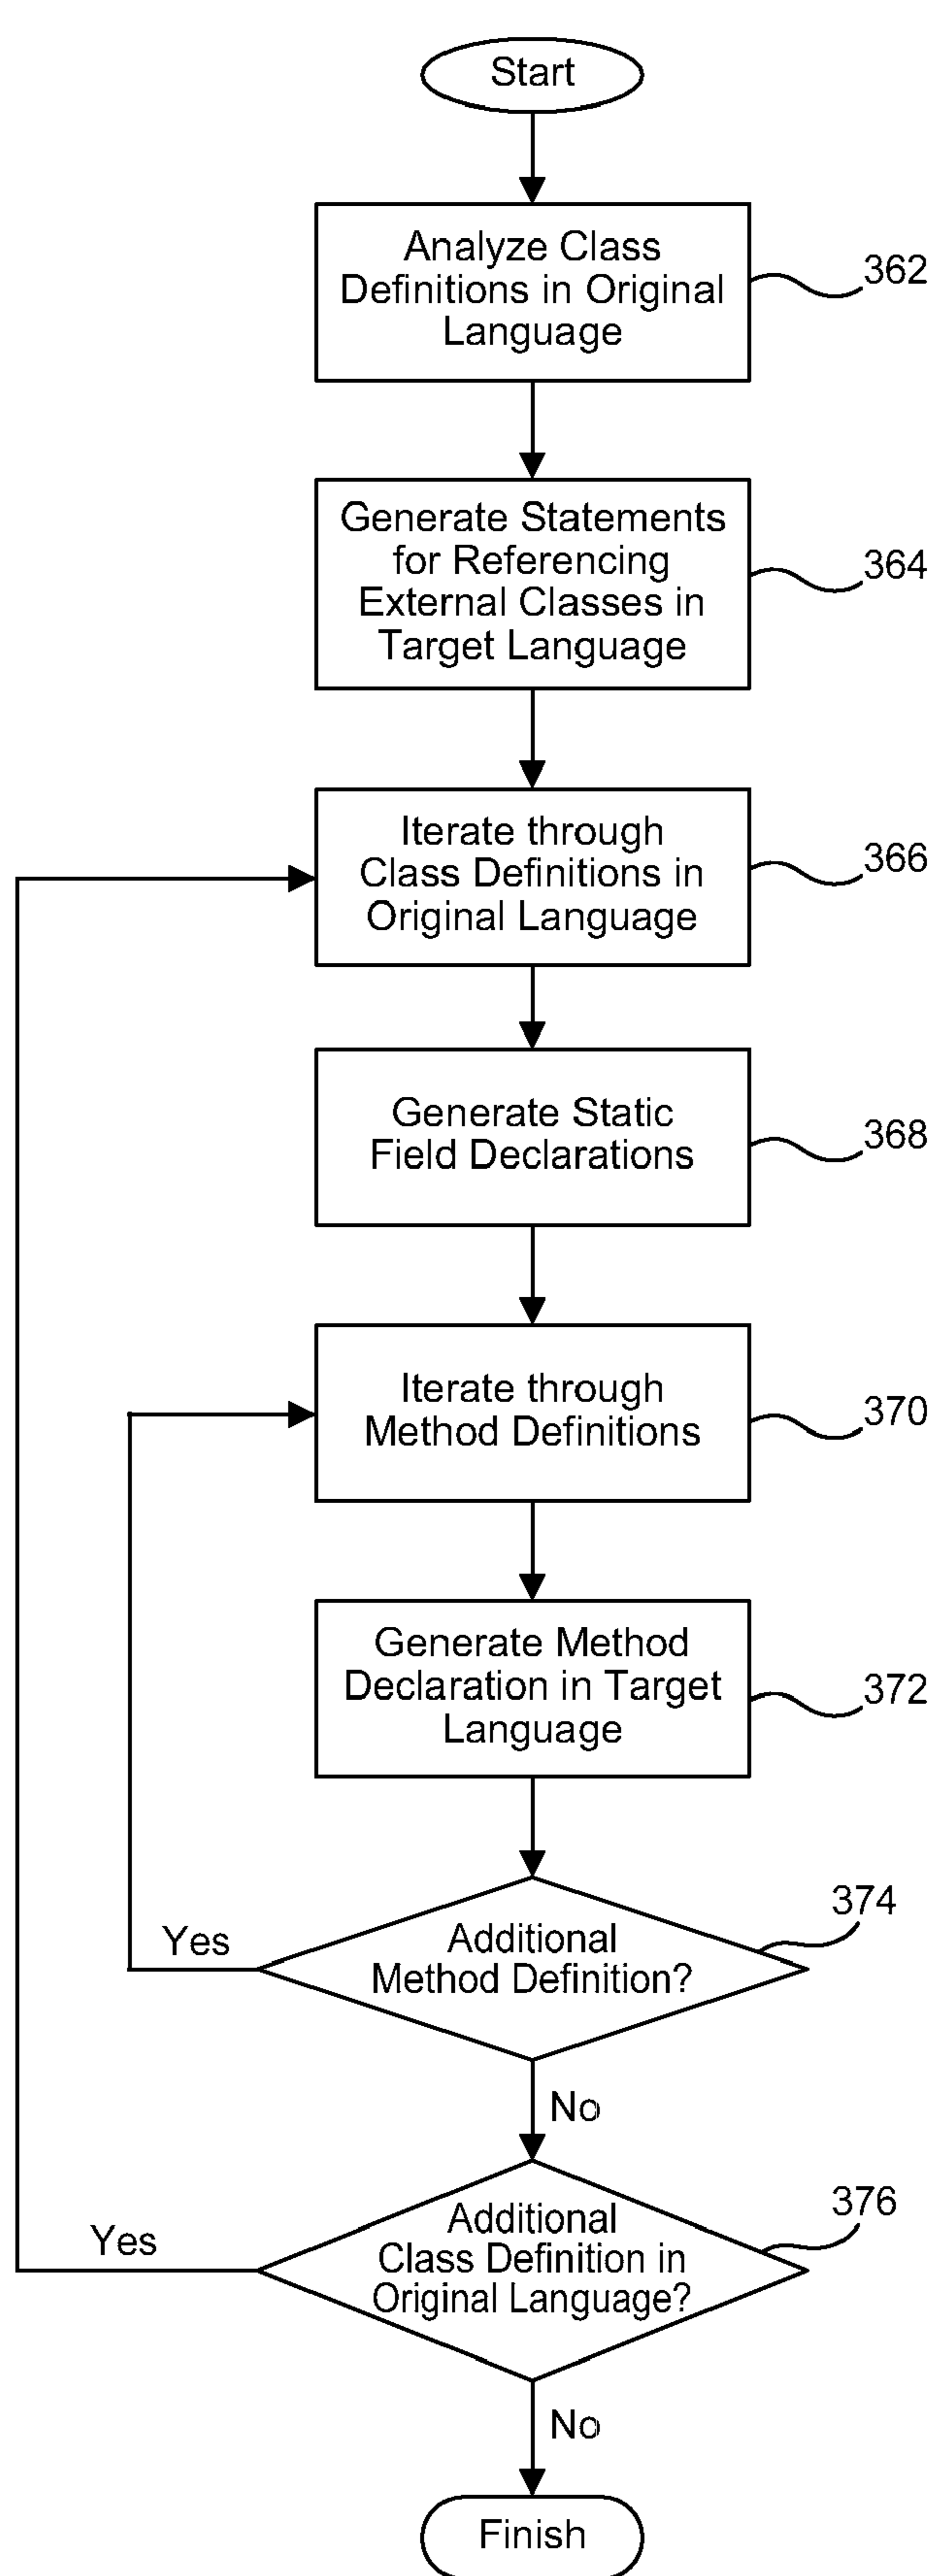 Start
Analyze Class
Definitions in Original
Language
362
Generate Statements
for Referencing
External Classes in
Target Language
364
Iterate through
Class Definitions in
Original Language
366
Generate Static
Field Declarations
368
Iterate through
Method Definitions
370
Generate Method
Declaration in Target
Language
372
374
Additional
Method Definition?
Yes
No
376
Additional
Class Definition in
Original Language?
Yes
No
Finish